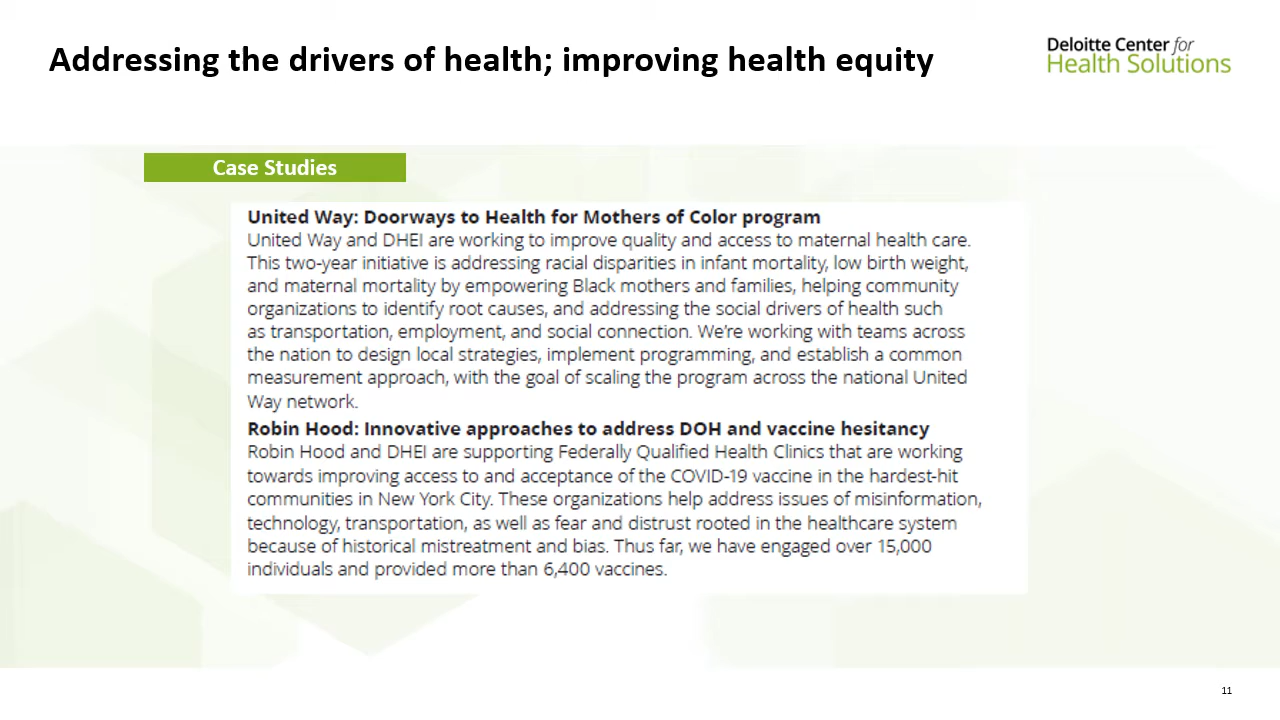 Addressing the drivers of health; improving health equity
Deloitte Center for
Health Solutions
Case Studies
United Way: Doorways to Health for Mothers of Color program
United Way and DHEI are working to improve quality and access to maternal health care.
This two-year initiative is addressing racial disparities in infant mortality, low birth weight,
and maternal mortality by empowering Black mothers and families, helping community
organizations to identify root causes, and addressing the social drivers of health such
as transportation, employment, and social connection. We’re working with teams across
the nation to design local strategies, implement programming, and establish a common
measurement approach, with the goal of scaling the program across the national United
Way network.
Robin Hood: Innovative approaches to address DOH and vaccine hesitancy
Robin Hood and DHEI are supporting Federally Qualified Health Clinics that are working
towards improving access to and acceptance of the COVID-19 vaccine in the hardest-hit
communities in New York City. These organizations help address issues of misinformation,
technology, transportation, as well as fear and distrust rooted in the healthcare system
because of historical mistreatment and bias. Thus far, we have engaged over 15,000
individuals and provided more than 6,400 vaccines.
11